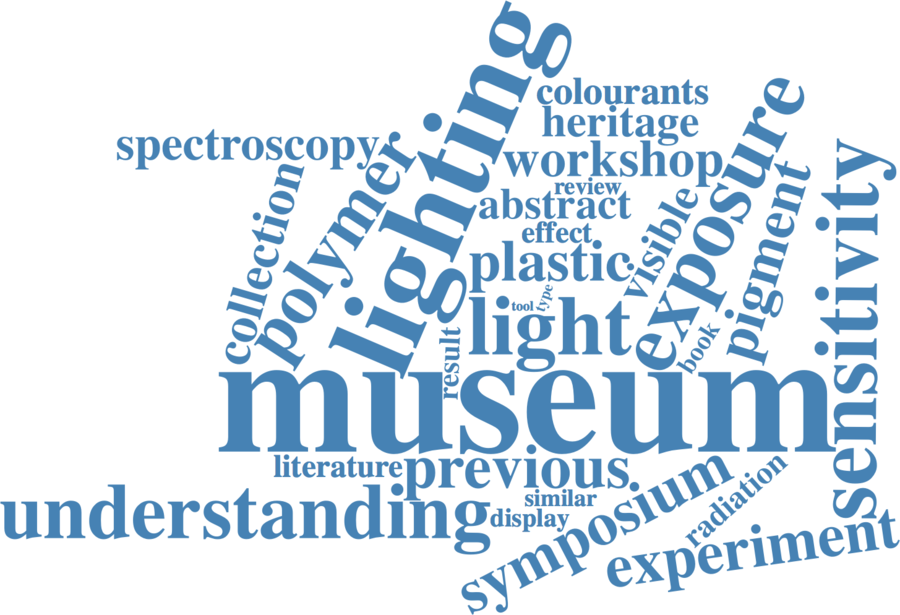 lighting
colourants
heritage
exposure
spectroscopy
workshop
polymer
review
abstract
visible
pigment
sensitivity
collection
effect
plastic
type
tool
light
result
book
museum
literature
previous
similar
symposium
radiation
understanding
display
experiment